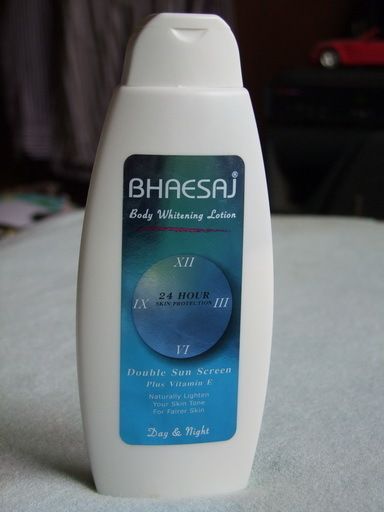 BHAESAJ®
Body Whitening Lotion
XII
24 HOUR
SKIN PROTECTION
IX III
VI
Double Sun Screen
Plus Vitamin E
Naturally Lighten
Your Skin Tone
For Fairer Skin
Day & Night